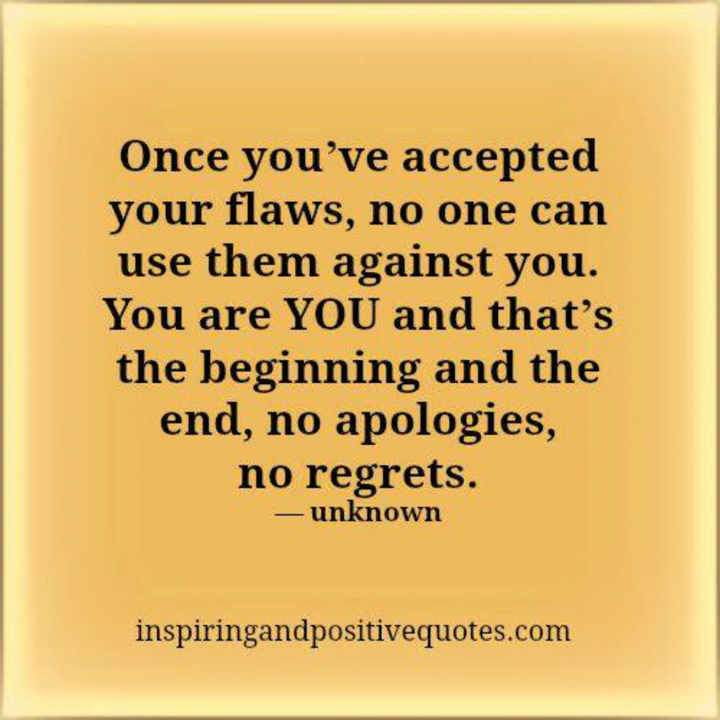 Once you’ve accepted
your flaws, no one can
use them against you.
You are YOU and that’s
the beginning and the
end, no apologies,
no regrets.
— unknown
inspiringandpositivequotes.com